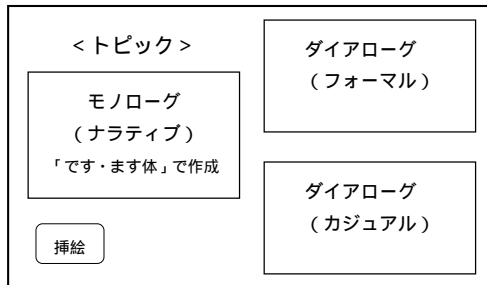 ＜トピック＞
モノローグ
（ナラティブ）
「です・ます体」で作成
挿絵
ダイアローグ
（フォーマル）
ダイアローグ
（カジュアル）